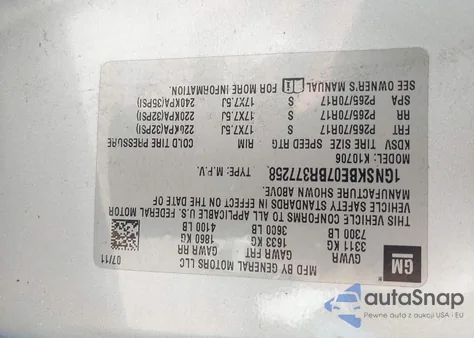 MFD BY GENERAL MOTORS LLC 07/11
GVWR GAWR FRT GAWR RR
3311 KG 1633 KG 1860 KG
7300 LB 3600 LB 4100 LB
THIS VEHICLE CONFORMS TO ALL APPLICABLE U.S. FEDERAL MOTOR
VEHICLE SAFETY STANDARDS IN EFFECT ON THE DATE OF
MANUFACTURE SHOWN ABOVE.
1GNSKBE07BR377258 TYPE: M.P.V.
MODEL: K10706
KDSV TIRE SIZE SPEED RTG RIM COLD TIRE PRESSURE
FRT P265/70R17 S 17X7.5J 220KPA(32PSI)
RR P265/70R17 S 17X7.5J 220KPA(32PSI)
SPA P265/70R17 S 17X7.5J 240KPA(35PSI)
SEE OWNER'S MANUAL FOR MORE INFORMATION.
GM
autoSnap
Pewne auta z aukcji USA i EU